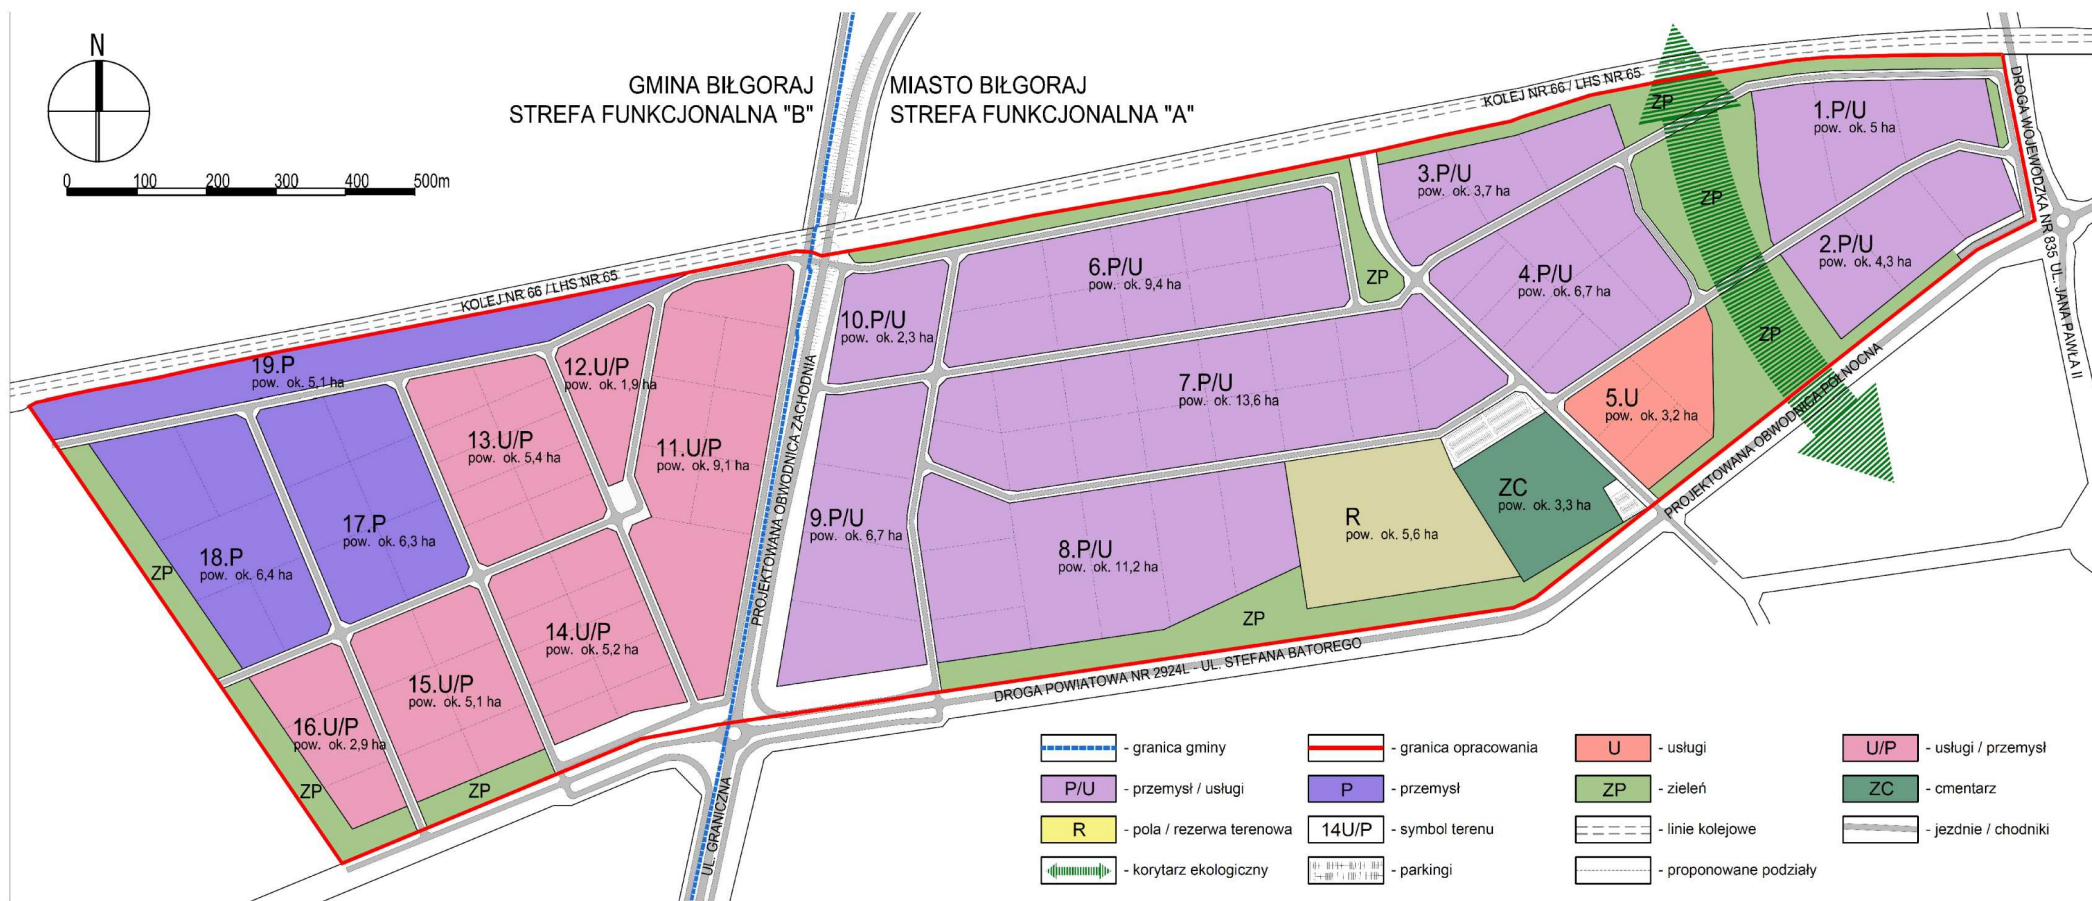 N
0 100 200 300 400 500m
GMINA BIŁGORAJ
STREFA FUNKCJONALNA "B"
MIASTO BIŁGORAJ
STREFA FUNKCJONALNA "A"
KOLEJ NR 66 / LHS NR 65
KOLEJ NR 66 / LHS NR 65
DROGA WOJEWÓDZKA NR 835 UL. JANA PAWŁA II
PROJEKTOWANA OBWODNICA PÓŁNOCNA
PROJEKTOWANA OBWODNICA ZACHODNIA
DROGA POWIATOWA NR 2924L - UL. STEFANA BATOREGO
UL. GRANICZNA
1.P/U
pow. ok. 5 ha
2.P/U
pow. ok. 4,3 ha
3.P/U
pow. ok. 3,7 ha
4.P/U
pow. ok. 6,7 ha
5.U
pow. ok. 3,2 ha
6.P/U
pow. ok. 9,4 ha
7.P/U
pow. ok. 13,6 ha
8.P/U
pow. ok. 11,2 ha
9.P/U
pow. ok. 6,7 ha
10.P/U
pow. ok. 2,3 ha
11.U/P
pow. ok. 9,1 ha
12.U/P
pow. ok. 1,9 ha
13.U/P
pow. ok. 5,4 ha
14.U/P
pow. ok. 5,2 ha
15.U/P
pow. ok. 5,1 ha
16.U/P
pow. ok. 2,9 ha
17.P
pow. ok. 6,3 ha
18.P
pow. ok. 6,4 ha
19.P
pow. ok. 5,1 ha
R
pow. ok. 5,6 ha
ZC
pow. ok. 3,3 ha
ZP
ZP
ZP
ZP
ZP
ZP
ZP
ZP
- granica gminy
- granica opracowania
U - usługi
U/P - usługi / przemysł
P/U - przemysł / usługi
P - przemysł
ZP - zieleń
ZC - cmentarz
R - pola / rezerwa terenowa
14U/P - symbol terenu
- linie kolejowe
- jezdnie / chodniki
- korytarz ekologiczny
- parkingi
- proponowane podziały